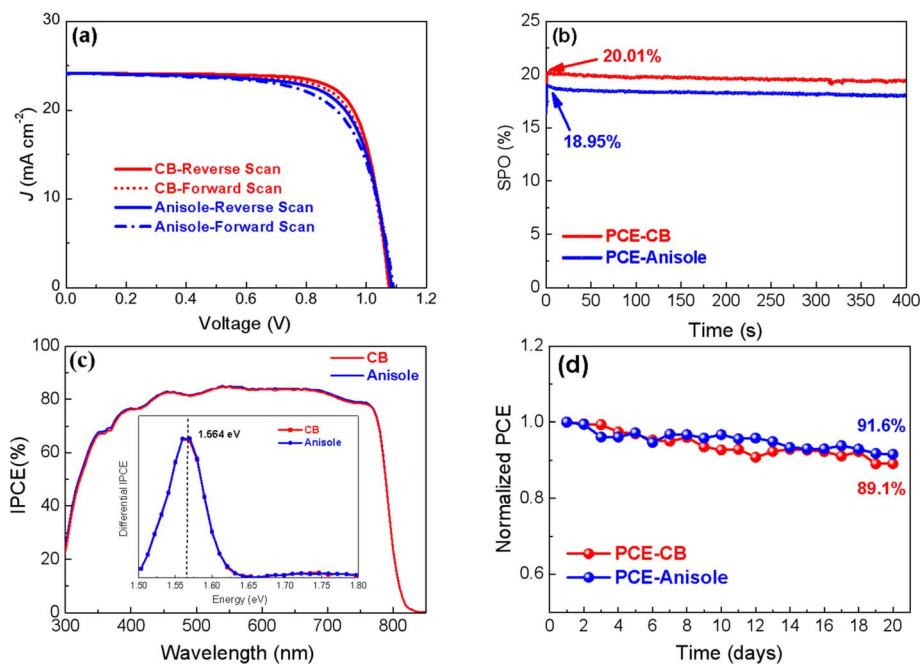 (a)
J (mA cm⁻²)
30
20
10
0
CB-Reverse Scan
CB-Forward Scan
Anisole-Reverse Scan
Anisole-Forward Scan
0.0 0.2 0.4 0.6 0.8 1.0 1.2
Voltage (V)
(b)
SPO (%)
25
20
15
10
5
0
20.01%
18.95%
PCE-CB
PCE-Anisole
0 50 100 150 200 250 300 350 400
Time (s)
(c)
IPCE(%)
100
80
60
40
20
0
CB
Anisole
Differential IPCE
1.564 eV
CB
Anisole
1.50 1.55 1.60 1.65 1.70 1.75 1.80
Energy (eV)
300 400 500 600 700 800
Wavelength (nm)
(d)
Normalized PCE
1.2
1.0
0.8
0.6
91.6%
89.1%
PCE-CB
PCE-Anisole
0 2 4 6 8 10 12 14 16 18 20
Time (days)